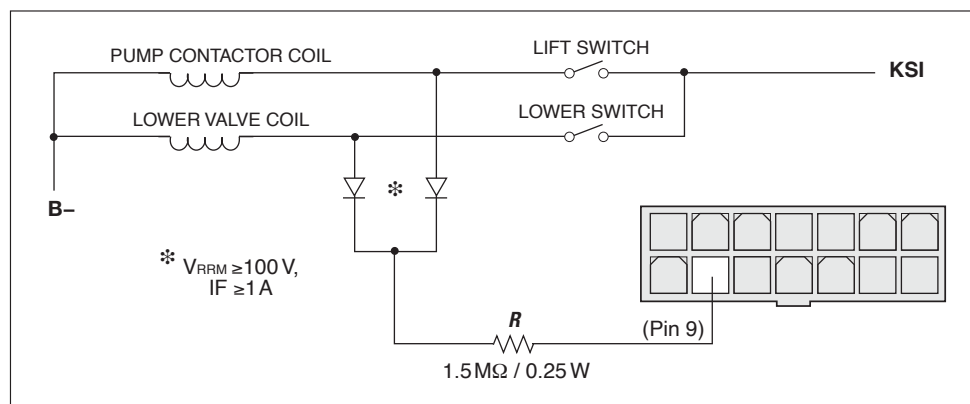 PUMP CONTACTOR COIL
LIFT SWITCH
KSI
LOWER VALVE COIL
LOWER SWITCH
B–
✻
✻ VRRM ≥100 V,
IF ≥1 A
R
(Pin 9)
1.5 MΩ / 0.25 W